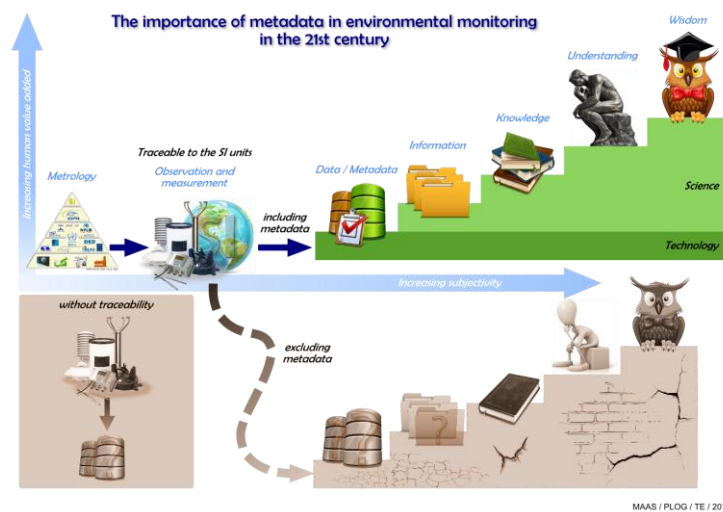 The importance of metadata in environmental monitoring
in the 21st century
Wisdom
Understanding
Knowledge
Information
Data / Metadata
Traceable to the SI units
Observation and
measurement
Metrology
Increasing human value added
including
metadata
Science
Technology
Increasing subjectivity
without traceability
excluding
metadata
?
MAAS / PLOG / TE / 20